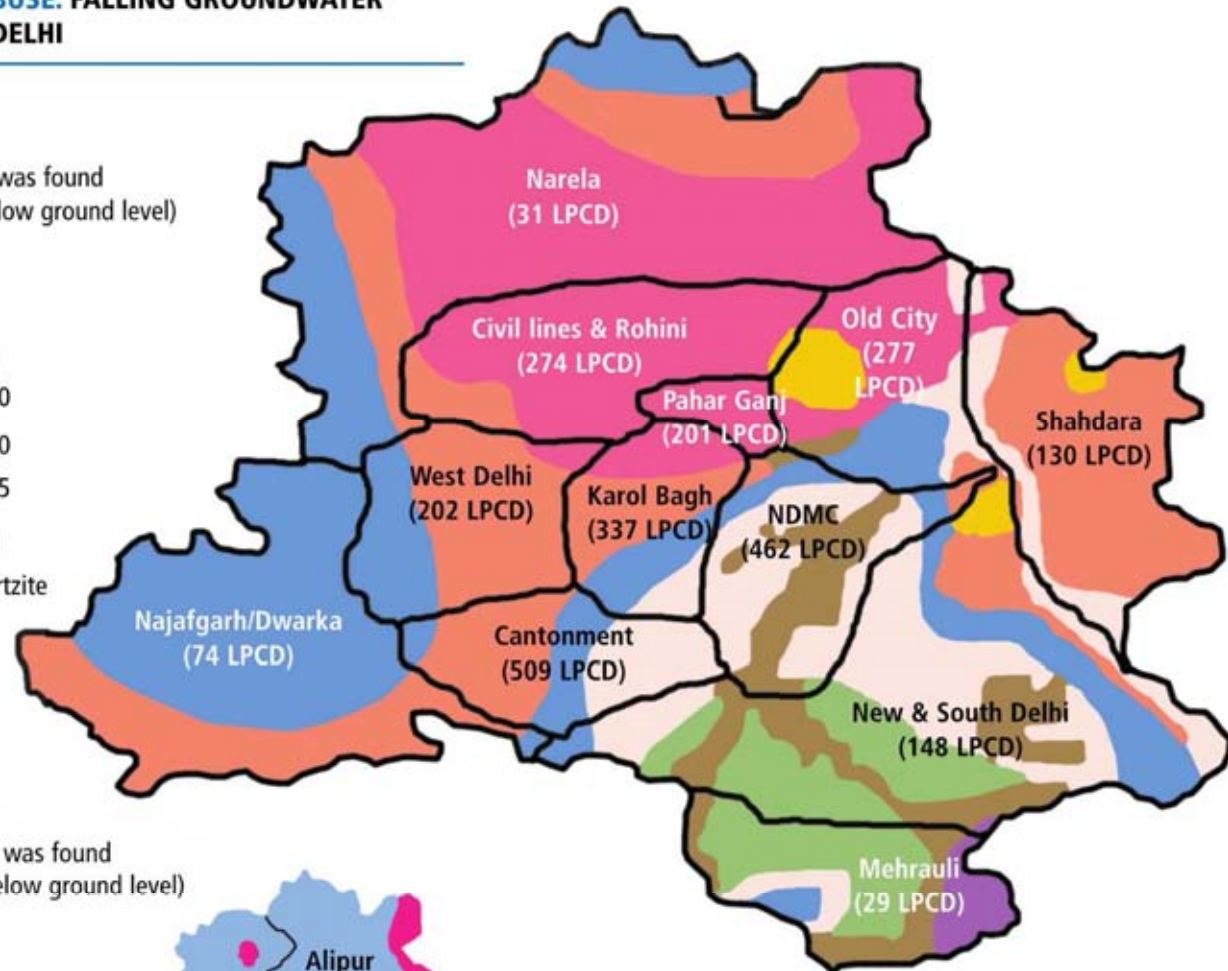 FALLING GROUNDWATER
DELHI
was found
low ground level)
0
0
5
rtzite
Narela
(31 LPCD)
Civil lines & Rohini
(274 LPCD)
Old City
(277
LPCD)
Pahar Ganj
(201 LPCD)
Shahdara
(130 LPCD)
West Delhi
(202 LPCD)
Karol Bagh
(337 LPCD)
NDMC
(462 LPCD)
Najafgarh/Dwarka
(74 LPCD)
Cantonment
(509 LPCD)
New & South Delhi
(148 LPCD)
Mehrauli
(29 LPCD)
was found
elow ground level)
Alipur